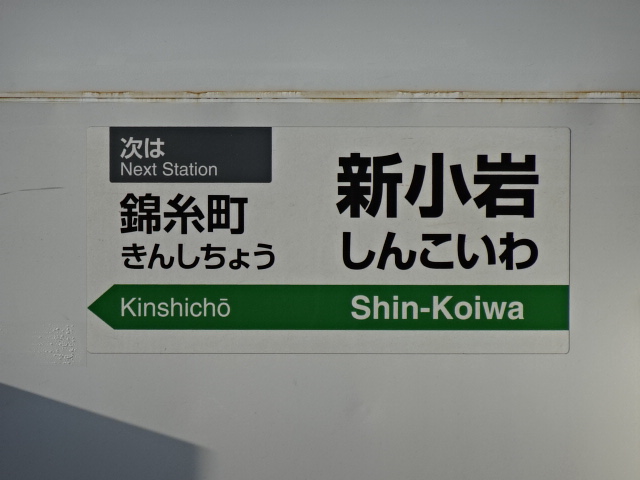 次は
Next Station
錦糸町
きんしちょう
Kinshichō
新小岩
しんこいわ
Shin-Koiwa